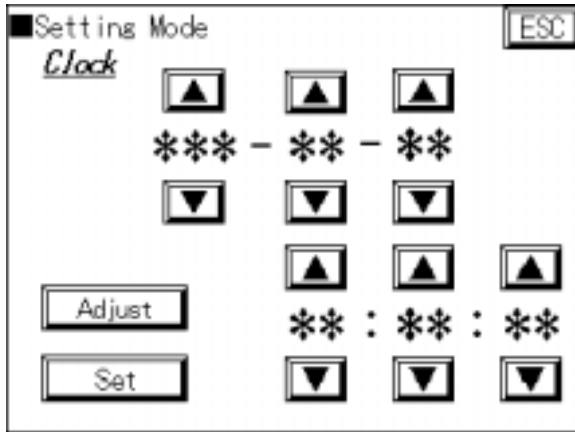 ■Setting Mode
ESC
Clock
▲ ▲ ▲
*** - ** - **
▼ ▼ ▼
▲ ▲ ▲
Adjust
** : ** : **
Set
▼ ▼ ▼